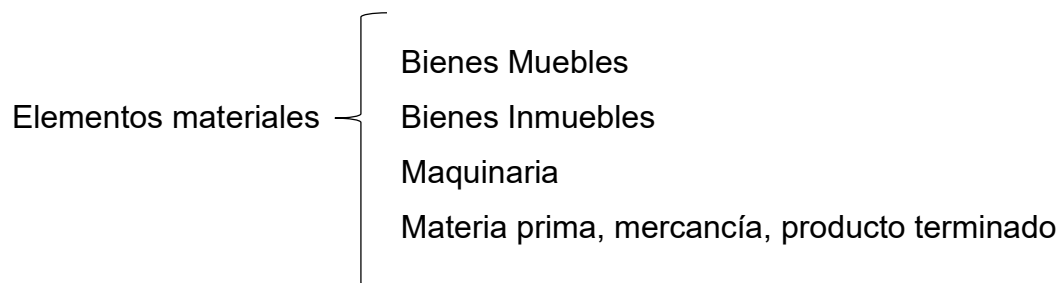 Bienes Muebles
Elementos materiales
Bienes Inmuebles
Maquinaria
Materia prima, mercancía, producto terminado